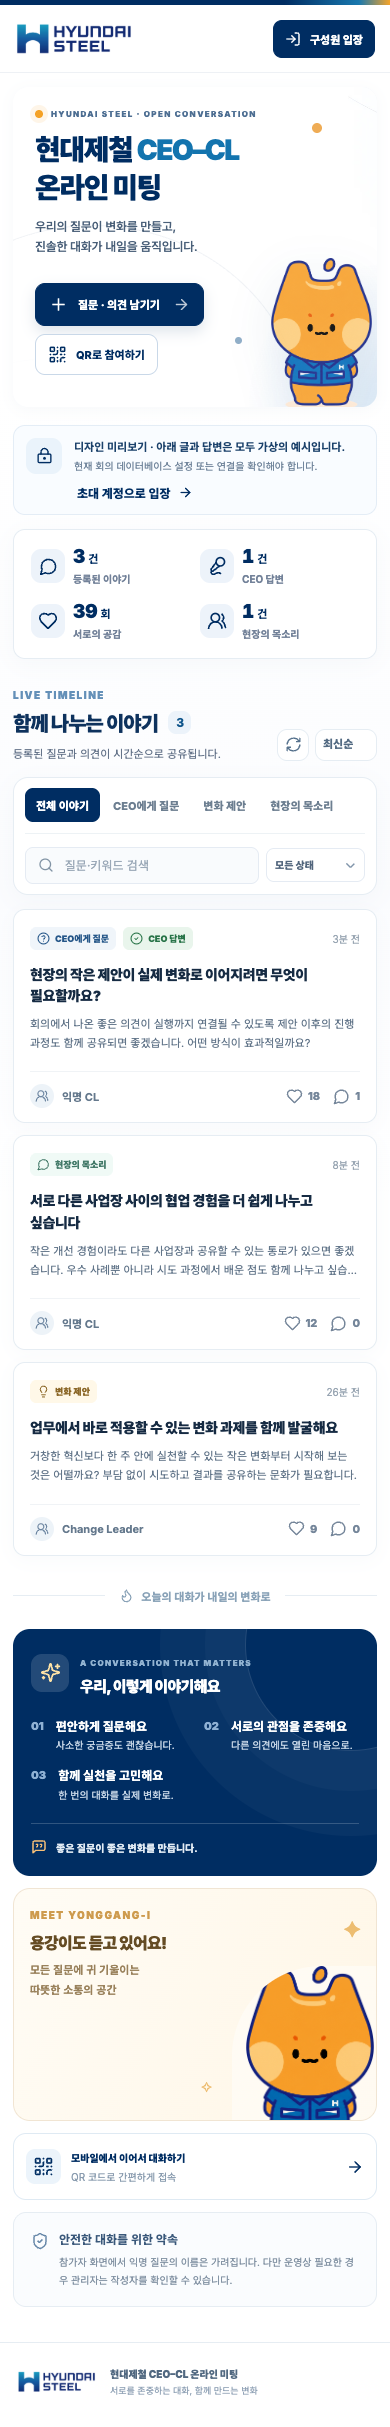 HYUNDAI
STEEL
구성원 입장
HYUNDAI STEEL · OPEN CONVERSATION
현대제철 CEO–CL
온라인 미팅
우리의 질문이 변화를 만들고,
진솔한 대화가 내일을 움직입니다.
질문 · 의견 남기기
QR로 참여하기
디자인 미리보기 · 아래 글과 답변은 모두 가상의 예시입니다.
현재 회의 데이터베이스 설정 또는 연결을 확인해야 합니다.
초대 계정으로 입장
3 건
등록된 이야기
1 건
CEO 답변
39 회
서로의 공감
1 건
현장의 목소리
LIVE TIMELINE
함께 나누는 이야기 3
등록된 질문과 의견이 시간순으로 공유됩니다.
최신순
전체 이야기 CEO에게 질문 변화 제안 현장의 목소리
질문·키워드 검색
모든 상태
CEO에게 질문 CEO 답변 3분 전
현장의 작은 제안이 실제 변화로 이어지려면 무엇이
필요할까요?
회의에서 나온 좋은 의견이 실행까지 연결될 수 있도록 제안 이후의 진행
과정도 함께 공유되면 좋겠습니다. 어떤 방식이 효과적일까요?
익명 CL 18 1
현장의 목소리 8분 전
서로 다른 사업장 사이의 협업 경험을 더 쉽게 나누고
싶습니다
작은 개선 경험이라도 다른 사업장과 공유할 수 있는 통로가 있으면 좋겠
습니다. 우수 사례뿐 아니라 시도 과정에서 배운 점도 함께 나누고 싶습...
익명 CL 12 0
변화 제안 26분 전
업무에서 바로 적용할 수 있는 변화 과제를 함께 발굴해요
거창한 혁신보다 한 주 안에 실천할 수 있는 작은 변화부터 시작해 보는
것은 어떨까요? 부담 없이 시도하고 결과를 공유하는 문화가 필요합니다.
Change Leader 9 0
오늘의 대화가 내일의 변화로
A CONVERSATION THAT MATTERS
우리, 이렇게 이야기해요
01 편안하게 질문해요
사소한 궁금증도 괜찮습니다.
02 서로의 관점을 존중해요
다른 의견에도 열린 마음으로.
03 함께 실천을 고민해요
한 번의 대화를 실제 변화로.
좋은 질문이 좋은 변화를 만듭니다.
MEET YONGGANG-I
용강이도 듣고 있어요!
모든 질문에 귀 기울이는
따뜻한 소통의 공간
모바일에서 이어서 대화하기
QR 코드로 간편하게 접속
안전한 대화를 위한 약속
참가자 화면에서 익명 질문의 이름은 가려집니다. 다만 운영상 필요한 경
우 관리자는 작성자를 확인할 수 있습니다.
HYUNDAI
STEEL
현대제철 CEO–CL 온라인 미팅
서로를 존중하는 대화, 함께 만드는 변화